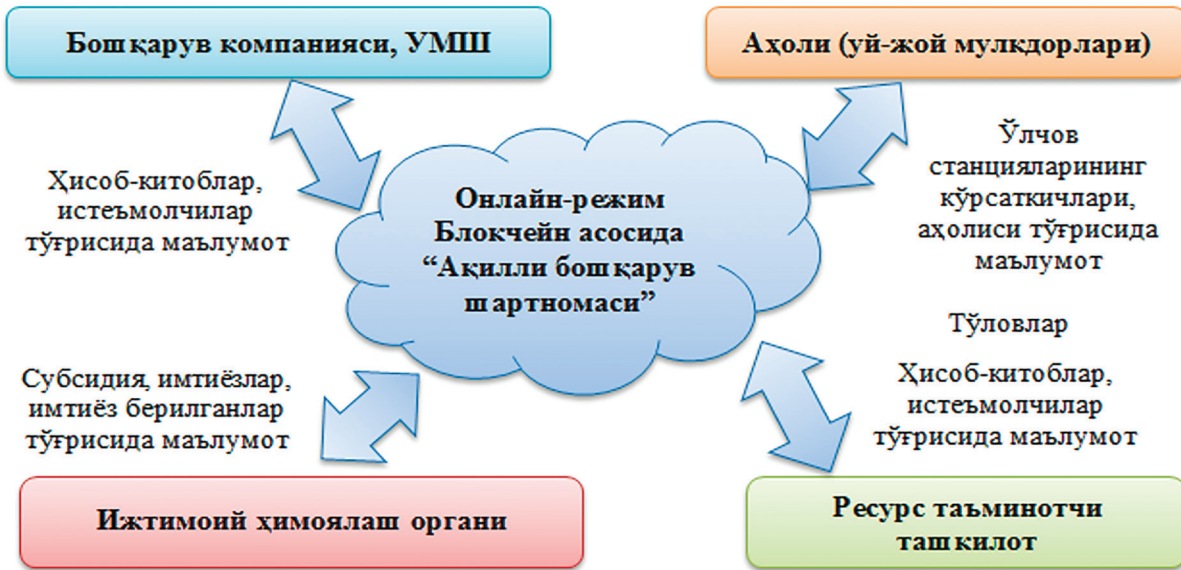 Бошқарув компанияси, УМШ
Аҳоли (уй-жой мулкдорлари)
Ҳисоб-китоблар,
истеъмолчилар
тўғрисида маълумот
Онлайн-режим
Блокчейн асосида
“Ақилли бошқарув
шартномаси”
Ўлчов
станцияларининг
кўрсаткичлари,
аҳолиси тўғрисида
маълумот
Тўловлар
Субсидия, имтиёзлар,
имтиёз берилганлар
тўғрисида маълумот
Ҳисоб-китоблар,
истеъмолчилар
тўғрисида маълумот
Ижтимоий ҳимоялаш органи
Ресурс таъминотчи
ташкилот